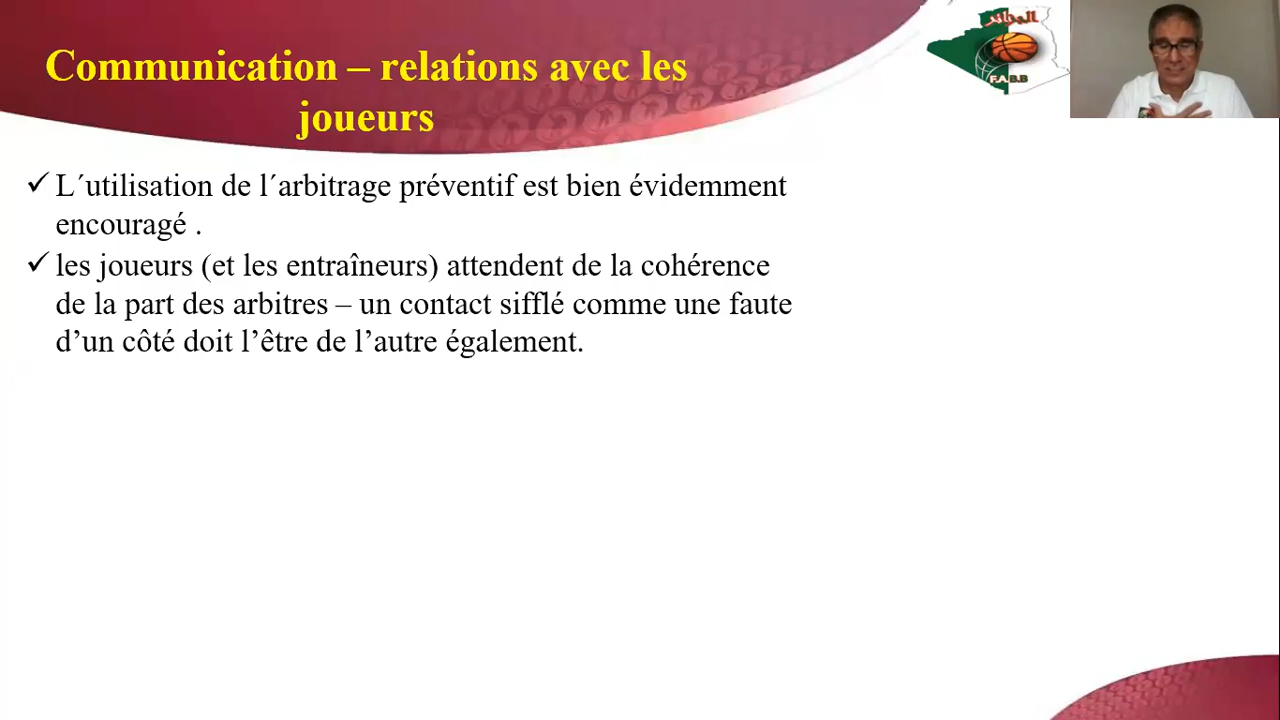 Communication – relations avec les
joueurs
الجزائر
F.A.B.B
✓ L´utilisation de l´arbitrage préventif est bien évidemment
encouragé .
✓ les joueurs (et les entraîneurs) attendent de la cohérence
de la part des arbitres – un contact sifflé comme une faute
d’un côté doit l’être de l’autre également.